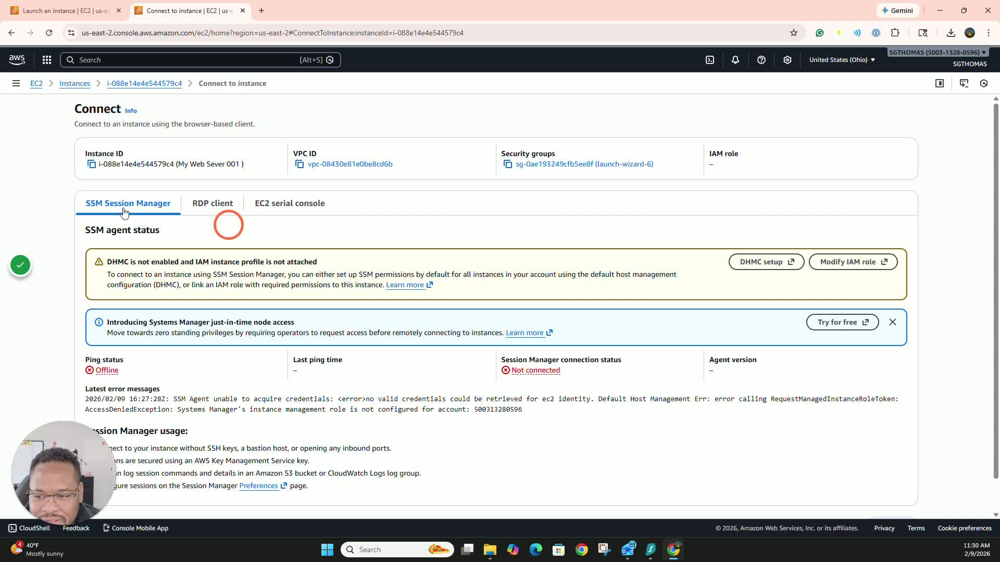 Launch an instance | EC2 | us-e
Connect to instance | EC2 | us-e
Gemini
us-east-2.console.aws.amazon.com/ec2/home?region=us-east-2#ConnectToInstance:instanceId=i-088e14e4e544579c4
aws
Search
[Alt+S]
United States (Ohio)
SGTHOMAS (5003-1328-0596)
SGTHOMAS
EC2
Instances
i-088e14e4e544579c4
Connect to instance
Connect Info
Connect to an instance using the browser-based client.
Instance ID
i-088e14e4e544579c4 (My Web Sever 001 )
VPC ID
vpc-08430e81e0be8cd6b
Security groups
sg-0ae193249cfb5ee8f (launch-wizard-6)
IAM role
–
SSM Session Manager
RDP client
EC2 serial console
SSM agent status
DHMC is not enabled and IAM instance profile is not attached
To connect to an instance using SSM Session Manager, you can either set up SSM permissions by default for all instances in your account using the default host management
configuration (DHMC), or link an IAM role with required permissions to this instance. Learn more
DHMC setup
Modify IAM role
Introducing Systems Manager just-in-time node access
Move towards zero standing privileges by requiring operators to request access before remotely connecting to instances. Learn more
Try for free
Ping status
Offline
Last ping time
–
Session Manager connection status
Not connected
Agent version
–
Latest error messages
2026/02/09 16:27:28Z: SSM Agent unable to acquire credentials: <error>no valid credentials could be retrieved for ec2 identity. Default Host Management Err: error calling RequestManagedInstanceRoleToken:
AccessDeniedException: Systems Manager's instance management role is not configured for account: 500313280596
ssion Manager usage:
nect to your instance without SSH keys, a bastion host, or opening any inbound ports.
ns are secured using an AWS Key Management Service key.
n log session commands and details in an Amazon S3 bucket or CloudWatch Logs log group.
gure sessions on the Session Manager Preferences page.
CloudShell
Feedback
Console Mobile App
© 2026, Amazon Web Services, Inc. or its affiliates.
Privacy
Terms
Cookie preferences
4
40°F
Mostly sunny
Search
11:30 AM
2/9/2026